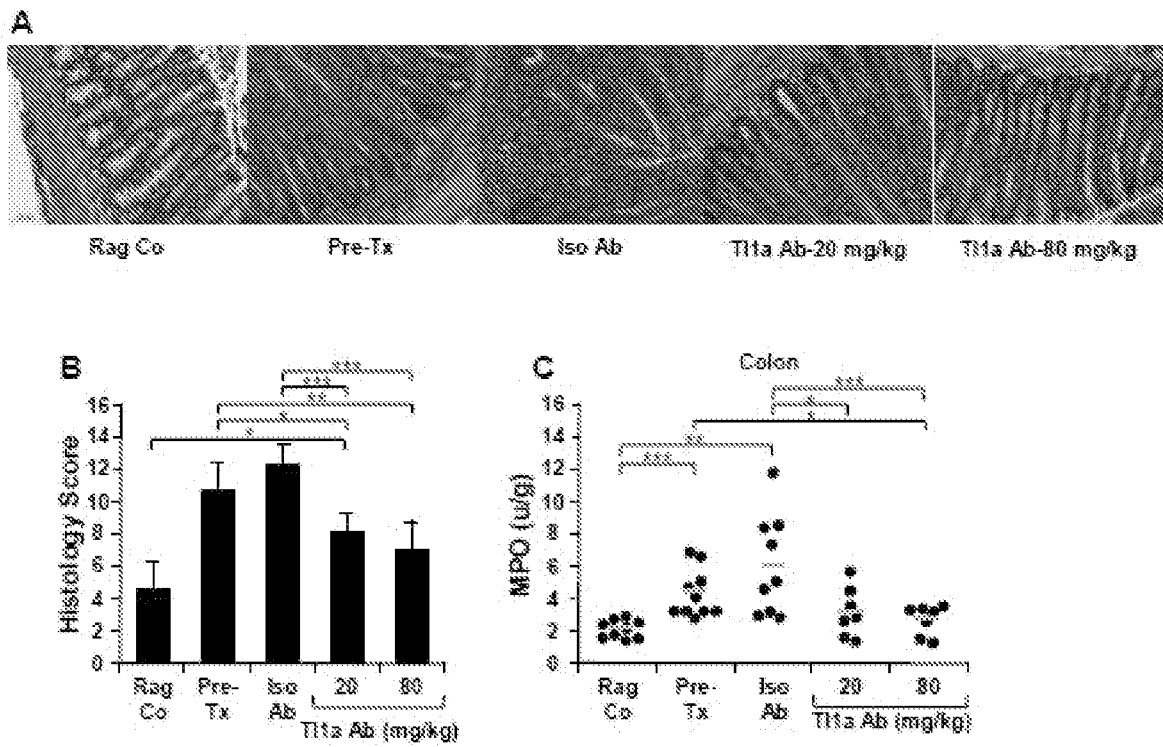 A
Rag Co Pre-Tx Iso Ab Tl1a Ab-20 mg/kg Tl1a Ab-80 mg/kg
B
***
***
**
*
*
Histology Score
16
14
12
10
8
6
4
2
0
Rag Co Pre-Tx Iso Ab 20 80
Tl1a Ab (mg/kg)
C
Colon
***
*
*
**
***
MPO (u/g)
16
14
12
10
8
6
4
2
0
Rag Co Pre-Tx Iso Ab 20 80
Tl1a Ab (mg/kg)